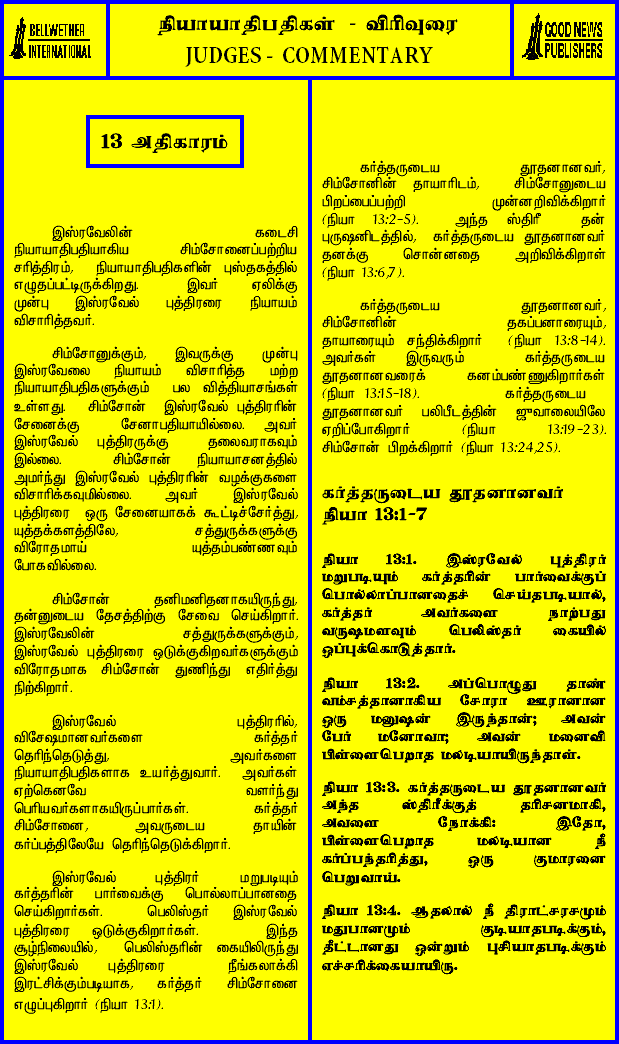 BELLWETHER
INTERNATIONAL
நியாயாதிபதிகள் - விரிவுரை
JUDGES - COMMENTARY
GOOD NEWS
PUBLISHERS
13 அதிகாரம்
இஸ்ரவேலின் கடைசி
நியாயாதிபதியாகிய சிம்சோனைப்பற்றிய
சரித்திரம், நியாயாதிபதிகளின் புஸ்தகத்தில்
எழுதப்பட்டிருக்கிறது. இவர் ஏலிக்கு
முன்பு இஸ்ரவேல் புத்திரரை நியாயம்
விசாரித்தவர்.
சிம்சோனுக்கும், இவருக்கு முன்பு
இஸ்ரவேலை நியாயம் விசாரித்த மற்ற
நியாயாதிபதிகளுக்கும் பல வித்தியாசங்கள்
உள்ளது. சிம்சோன் இஸ்ரவேல் புத்திரரின்
சேனைக்கு சேனாபதியாயில்லை. அவர்
இஸ்ரவேல் புத்திரருக்கு தலைவராகவும்
இல்லை. சிம்சோன் நியாயாசனத்தில்
அமர்ந்து இஸ்ரவேல் புத்திரரின் வழக்குகளை
விசாரிக்கவுமில்லை. அவர் இஸ்ரவேல்
புத்திரரை ஒரு சேனையாகக் கூட்டிச்சேர்த்து,
யுத்தக்களத்திலே, சத்துருக்களுக்கு
விரோதமாய் யுத்தம்பண்ணவும்
போகவில்லை.
சிம்சோன் தனிமனிதனாகயிருந்து,
தன்னுடைய தேசத்திற்கு சேவை செய்கிறார்.
இஸ்ரவேலின் சத்துருக்களுக்கும்,
இஸ்ரவேல் புத்திரரை ஒடுக்குகிறவர்களுக்கும்
விரோதமாக சிம்சோன் துணிந்து எதிர்த்து
நிற்கிறார்.
இஸ்ரவேல் புத்திரரில்,
விசேஷமானவர்களை கர்த்தர்
தெரிந்தெடுத்து, அவர்களை
நியாயாதிபதிகளாக உயர்த்துவார். அவர்கள்
ஏற்கெனவே வளர்ந்து
பெரியவர்களாகயிருப்பார்கள். கர்த்தர்
சிம்சோனை, அவருடைய தாயின்
கர்ப்பத்திலேயே தெரிந்தெடுக்கிறார்.
இஸ்ரவேல் புத்திரர் மறுபடியும்
கர்த்தரின் பார்வைக்கு பொல்லாப்பானதை
செய்கிறார்கள். பெலிஸ்தர் இஸ்ரவேல்
புத்திரரை ஒடுக்குகிறார்கள். இந்த
சூழ்நிலையில், பெலிஸ்தரின் கையிலிருந்து
இஸ்ரவேல் புத்திரரை நீங்கலாக்கி
இரட்சிக்கும்படியாக, கர்த்தர் சிம்சோனை
எழுப்புகிறார் (நியா 13:1).
கர்த்தருடைய தூதனானவர்,
சிம்சோனின் தாயாரிடம், சிம்சோனுடைய
பிறப்பைப்பற்றி முன்னறிவிக்கிறார்
(நியா 13:2-5). அந்த ஸ்திரீ தன்
புருஷனிடத்தில், கர்த்தருடைய தூதனானவர்
தனக்கு சொன்னதை அறிவிக்கிறாள்
(நியா 13:6,7).
கர்த்தருடைய தூதனானவர்,
சிம்சோனின் தகப்பனாரையும்,
தாயாரையும் சந்திக்கிறார் (நியா 13:8-14).
அவர்கள் இருவரும் கர்த்தருடைய
தூதனானவரைக் கனம்பண்ணுகிறார்கள்
(நியா 13:15-18). கர்த்தருடைய
தூதனானவர் பலிபீடத்தின் ஜுவாலையிலே
ஏறிப்போகிறார் (நியா 13:19-23).
சிம்சோன் பிறக்கிறார் (நியா 13:24,25).
கர்த்தருடைய தூதனானவர்
நியா 13:1-7
நியா 13:1. இஸ்ரவேல் புத்திரர்
மறுபடியும் கர்த்தரின் பார்வைக்குப்
பொல்லாப்பானதைச் செய்தபடியால்,
கர்த்தர் அவர்களை நாற்பது
வருஷமளவும் பெலிஸ்தர் கையில்
ஒப்புக்கொடுத்தார்.
நியா 13:2. அப்பொழுது தாண்
வம்சத்தானாகிய சோரா ஊரானான
ஒரு மனுஷன் இருந்தான்; அவன்
பேர் மனோவா; அவன் மனைவி
பிள்ளைபெறாத மலடியாயிருந்தாள்.
நியா 13:3. கர்த்தருடைய தூதனானவர்
அந்த ஸ்திரீக்குத் தரிசனமாகி,
அவளை நோக்கி: இதோ,
பிள்ளைபெறாத மலடியான நீ
கர்ப்பந்தரித்து, ஒரு குமாரனை
பெறுவாய்.
நியா 13:4. ஆதலால் நீ திராட்சரசமும்
மதுபானமும் குடியாதபடிக்கும்,
தீட்டானது ஒன்றும் புசியாதபடிக்கும்
எச்சரிக்கையாயிரு.